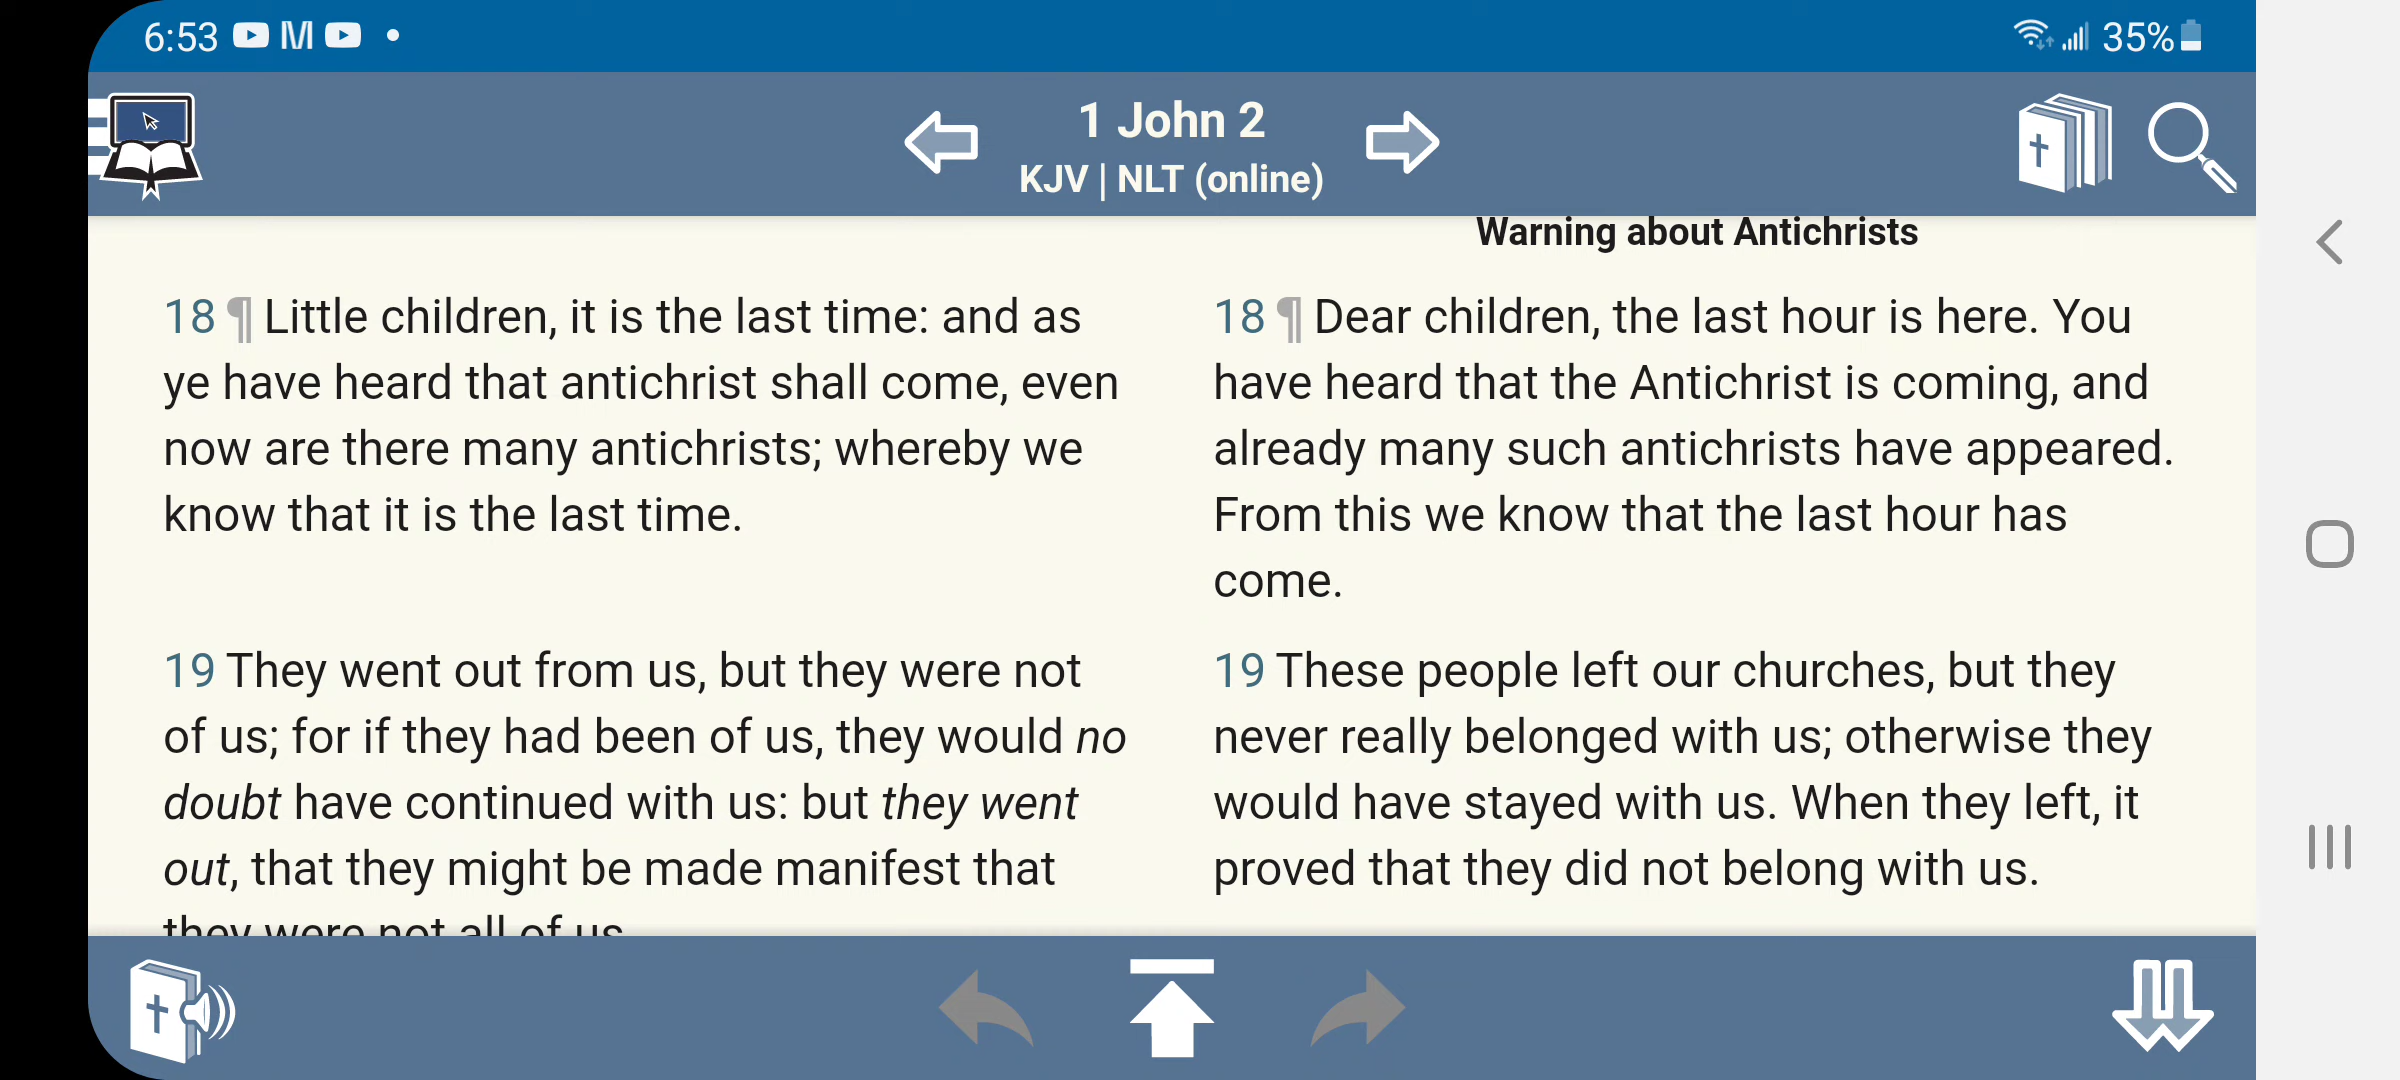 6:53
35%
1 John 2
KJV | NLT (online)
Warning about Antichrists
18 ¶ Little children, it is the last time: and as
ye have heard that antichrist shall come, even
now are there many antichrists; whereby we
know that it is the last time.
19 They went out from us, but they were not
of us; for if they had been of us, they would no
doubt have continued with us: but they went
out, that they might be made manifest that
they were not all of us.
18 ¶ Dear children, the last hour is here. You
have heard that the Antichrist is coming, and
already many such antichrists have appeared.
From this we know that the last hour has
come.
19 These people left our churches, but they
never really belonged with us; otherwise they
would have stayed with us. When they left, it
proved that they did not belong with us.